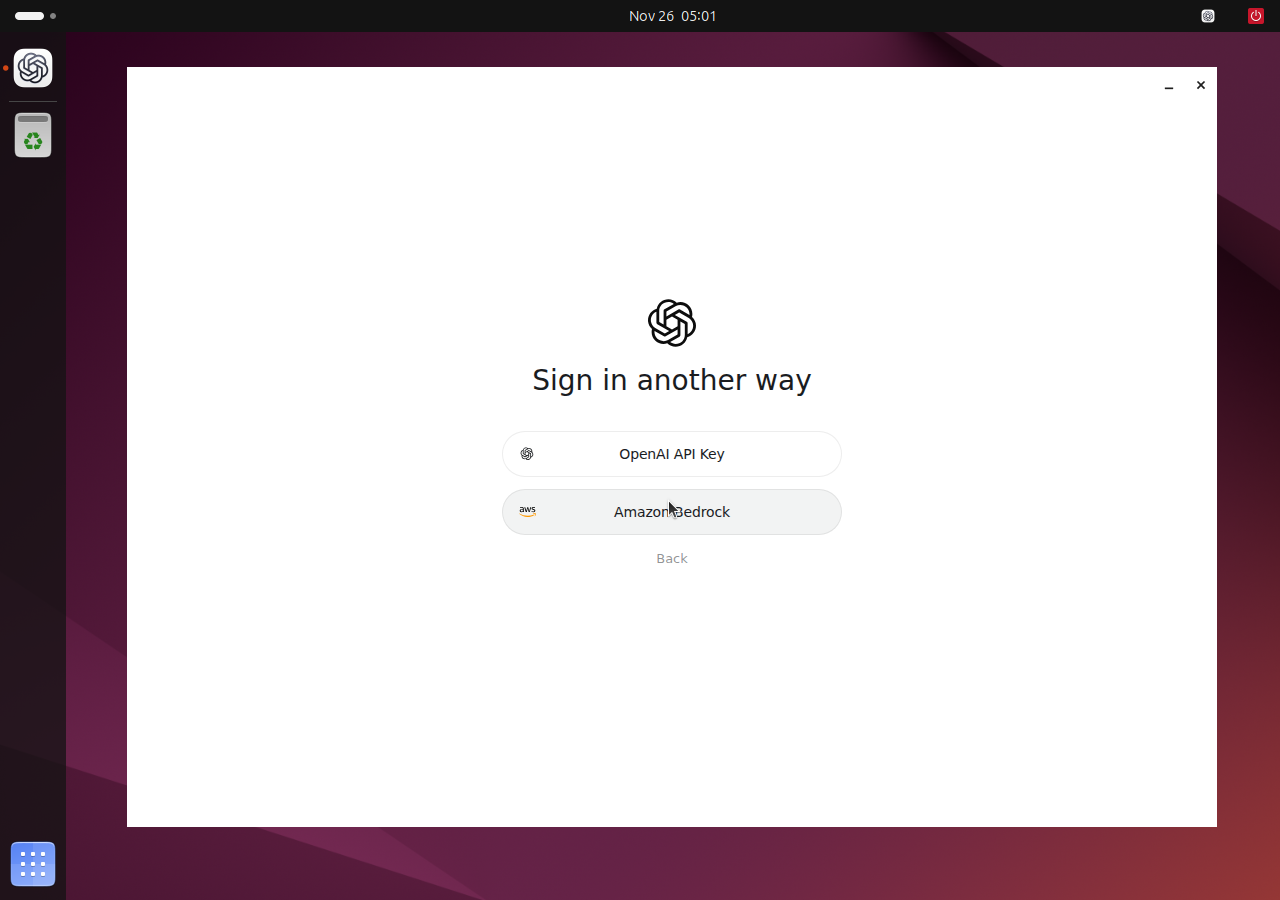 Nov 26 05:01
Sign in another way
OpenAI API Key
aws
Amazon Bedrock
Back